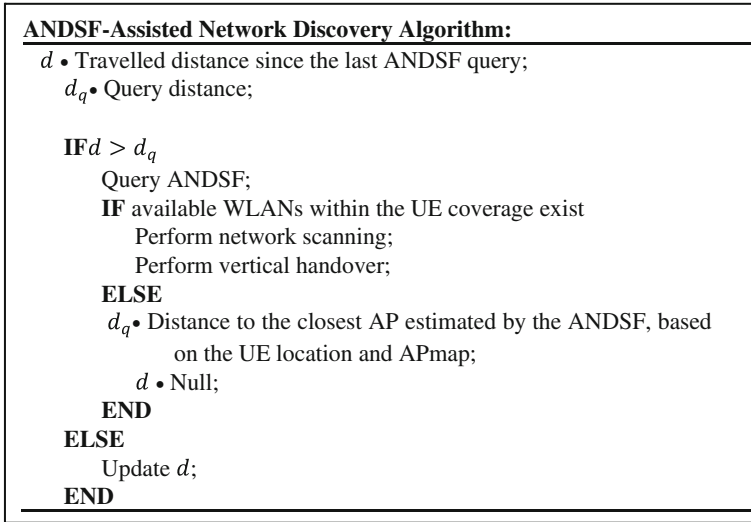 ANDSF-Assisted Network Discovery Algorithm:
d • Travelled distance since the last ANDSF query;
d_q• Query distance;
IFd > d_q
Query ANDSF;
IF available WLANs within the UE coverage exist
Perform network scanning;
Perform vertical handover;
ELSE
d_q• Distance to the closest AP estimated by the ANDSF, based
on the UE location and APmap;
d • Null;
END
ELSE
Update d;
END